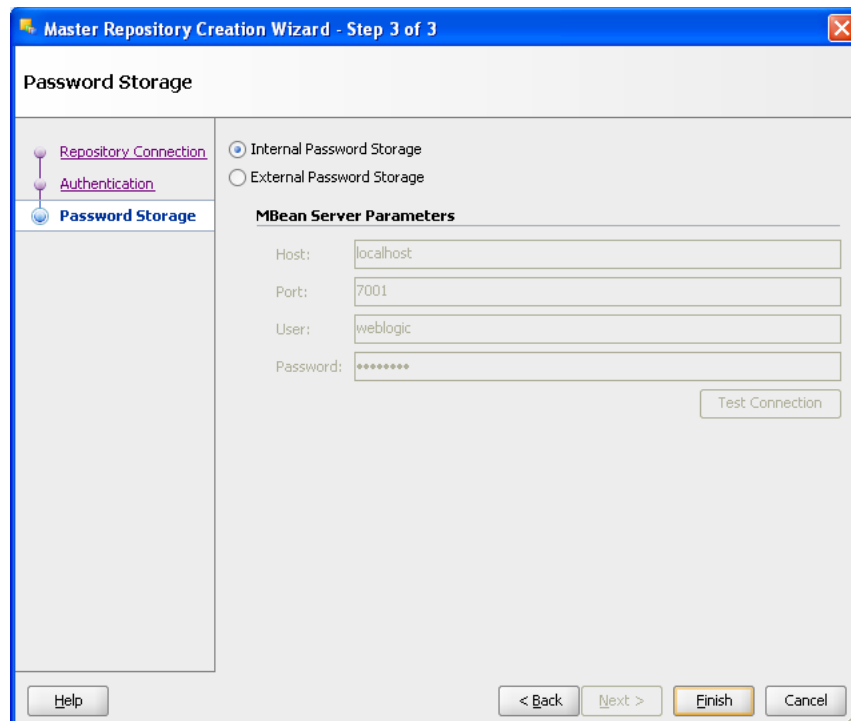 Master Repository Creation Wizard - Step 3 of 3
Password Storage
Repository Connection
Authentication
Password Storage
Internal Password Storage
External Password Storage
MBean Server Parameters
Host: localhost
Port: 7001
User: weblogic
Password: ••••••••
Test Connection
Help < Back Next > Finish Cancel